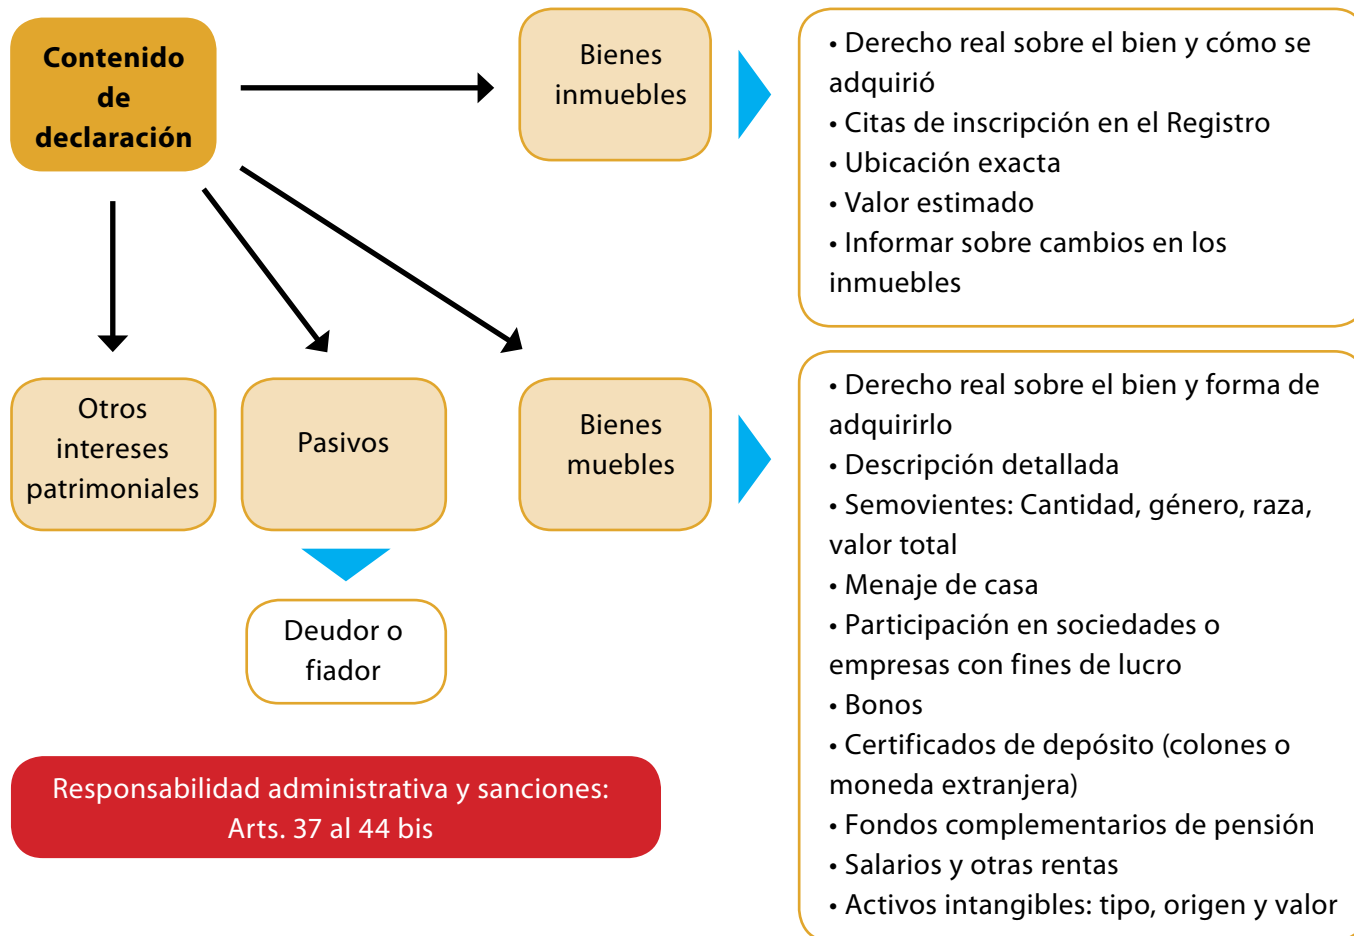 Contenido
de
declaración
Bienes
inmuebles
• Derecho real sobre el bien y cómo se
adquirió
• Citas de inscripción en el Registro
• Ubicación exacta
• Valor estimado
• Informar sobre cambios en los
inmuebles
Otros
intereses
patrimoniales
Pasivos
Bienes
muebles
• Derecho real sobre el bien y forma de
adquirirlo
• Descripción detallada
• Semovientes: Cantidad, género, raza,
valor total
• Menaje de casa
• Participación en sociedades o
empresas con fines de lucro
• Bonos
• Certificados de depósito (colones o
moneda extranjera)
• Fondos complementarios de pensión
• Salarios y otras rentas
• Activos intangibles: tipo, origen y valor
Deudor o
fiador
Responsabilidad administrativa y sanciones:
Arts. 37 al 44 bis